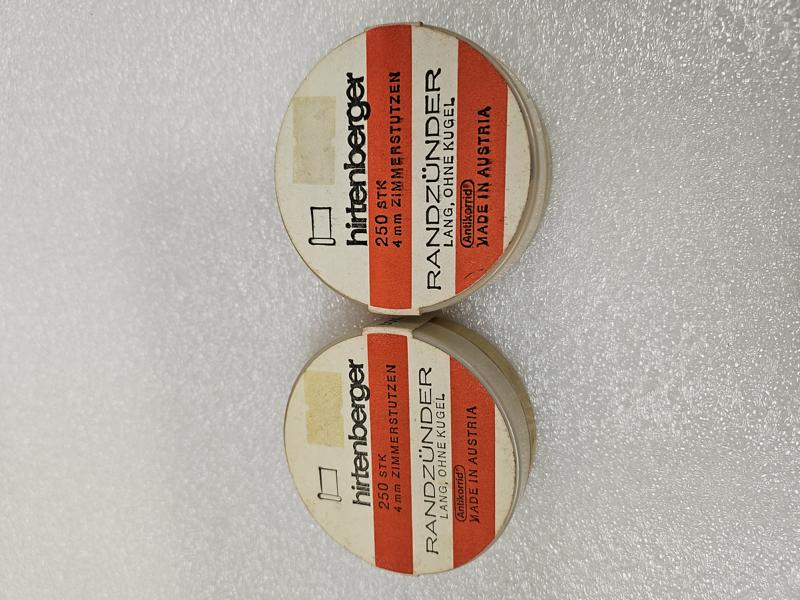 hirtenberger
250 STK
4 mm ZIMMERSTUTZEN
RANDZÜNDER
LANG, OHNE KUGEL
Antikorrid
MADE IN AUSTRIA
hirtenberger
250 STK
4 mm ZIMMERSTUTZEN
RANDZÜNDER
LANG, OHNE KUGEL
Antikorrid
MADE IN AUSTRIA